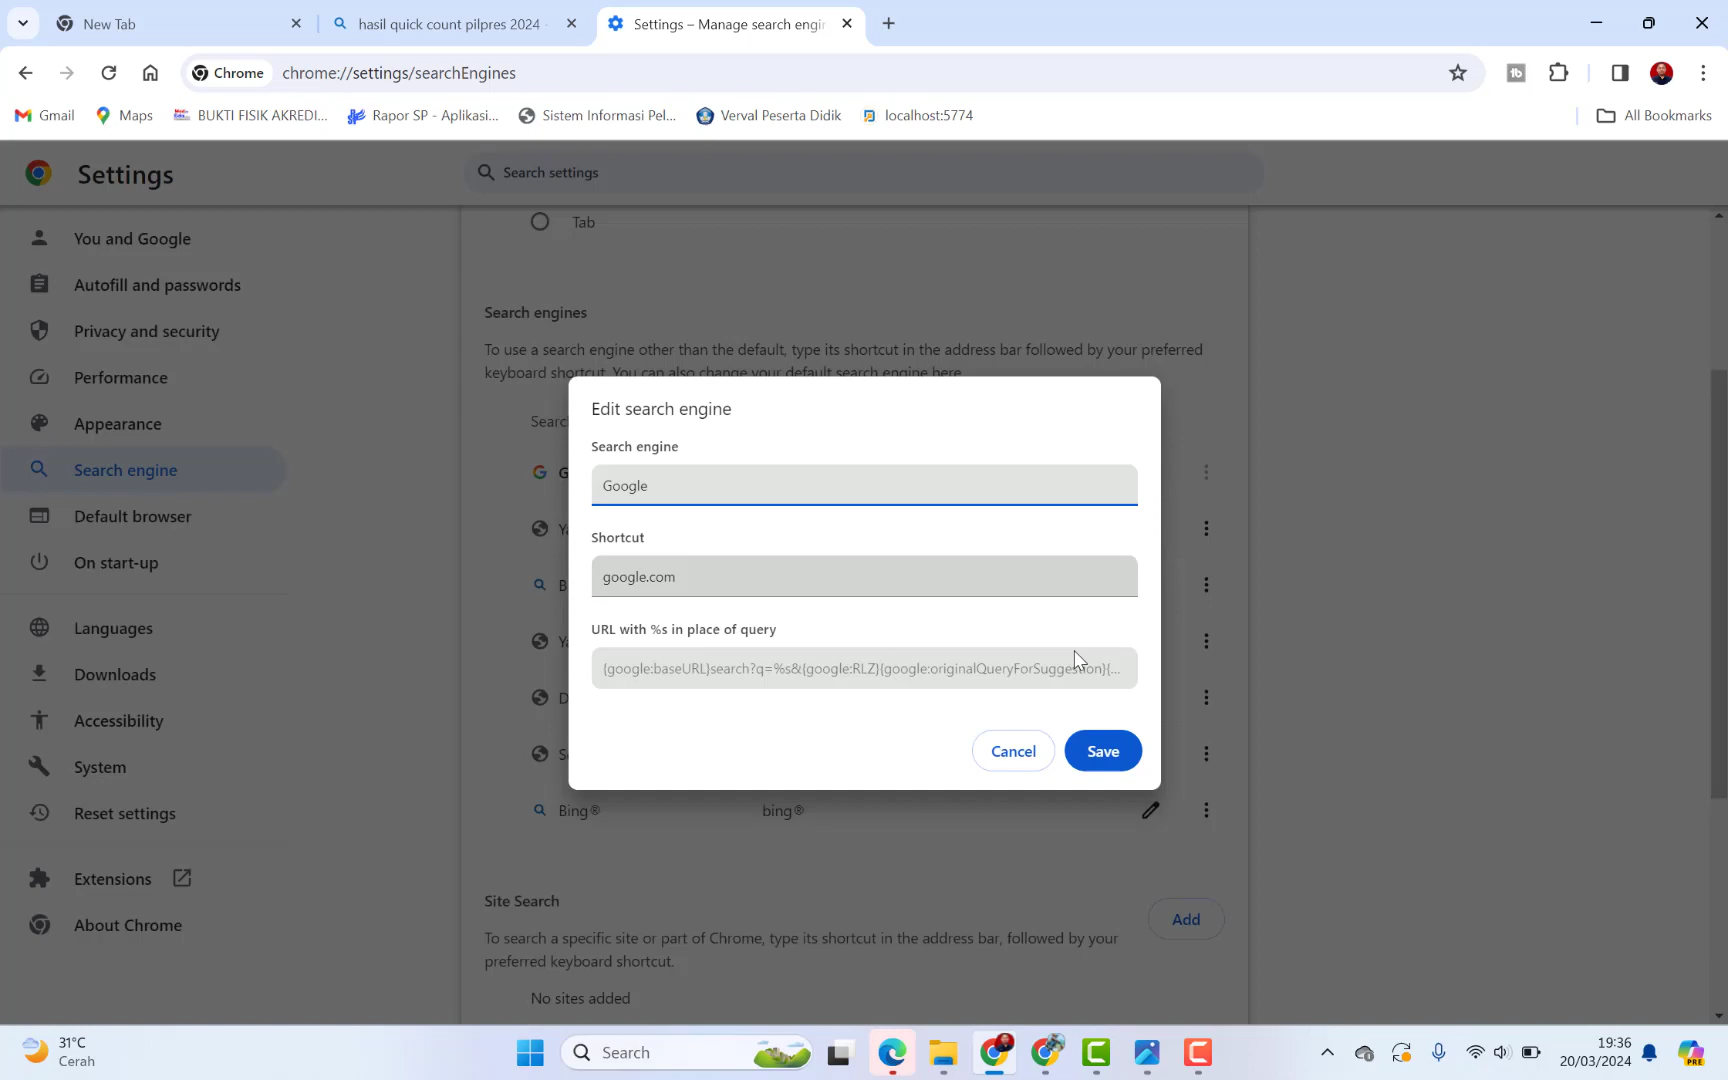 New Tab
hasil quick count pilpres 2024 -
Settings – Manage search engin
Chrome
chrome://settings/searchEngines
Gmail
Maps
BUKTI FISIK AKREDI...
Rapor SP - Aplikasi...
Sistem Informasi Pel...
Verval Peserta Didik
localhost:5774
All Bookmarks
Settings
Search settings
You and Google
Autofill and passwords
Privacy and security
Performance
Appearance
Search engine
Default browser
On start-up
Languages
Downloads
Accessibility
System
Reset settings
Extensions
About Chrome
Tab
Search engines
To use a search engine other than the default, type its shortcut in the address bar followed by your preferred
keyboard shortcut. You can also change your default search engine here.
Searc
G
Ya
B
Ya
D
Bing® bing®
Edit search engine
Search engine
Google
Shortcut
google.com
URL with %s in place of query
{google:baseURL}search?q=%s&{google:RLZ}{google:originalQueryForSuggestion}{...
Cancel
Save
Site Search
Add
To search a specific site or part of Chrome, type its shortcut in the address bar, followed by your
preferred keyboard shortcut.
No sites added
31°C
Cerah
Search
19:36
20/03/2024
PRE